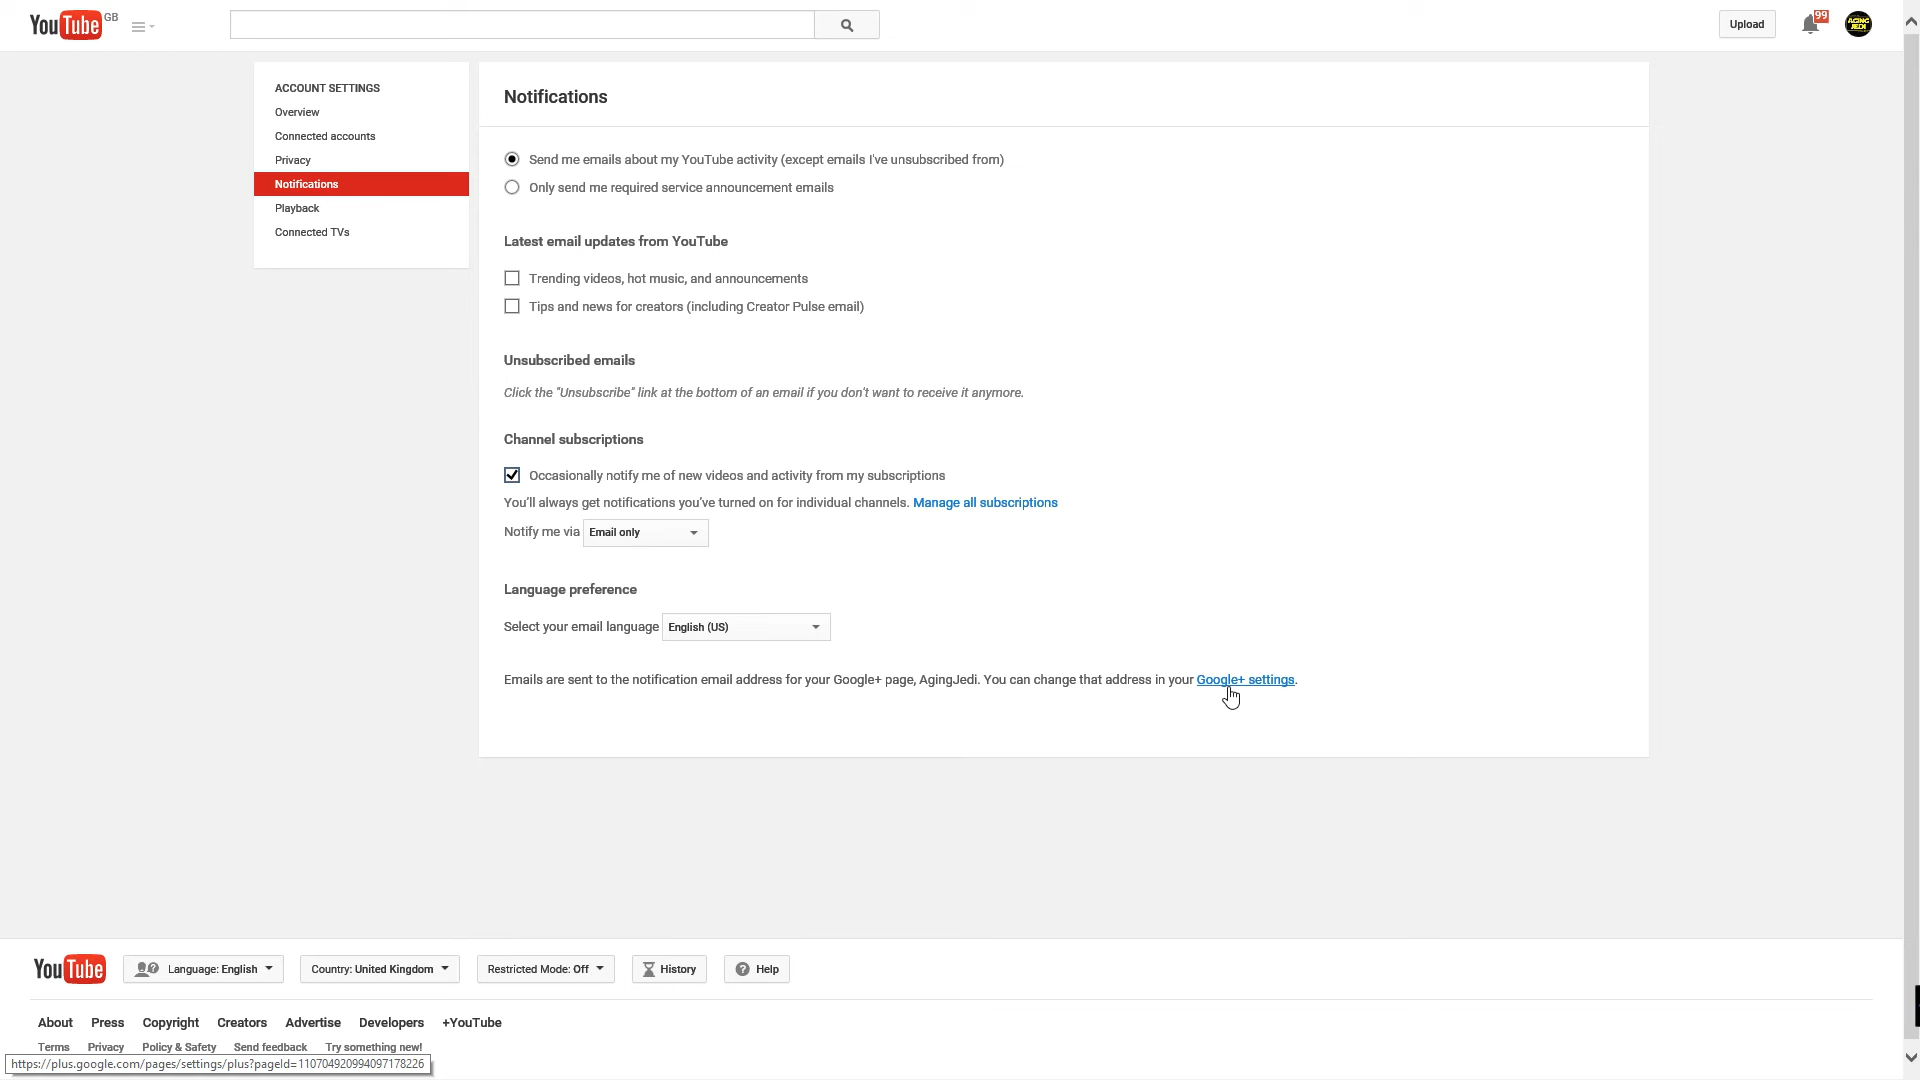 YouTube GB
Upload
99
AGING JEDI
ACCOUNT SETTINGS
Overview
Connected accounts
Privacy
Notifications
Playback
Connected TVs
Notifications
Send me emails about my YouTube activity (except emails I've unsubscribed from)
Only send me required service announcement emails
Latest email updates from YouTube
Trending videos, hot music, and announcements
Tips and news for creators (including Creator Pulse email)
Unsubscribed emails
Click the "Unsubscribe" link at the bottom of an email if you don't want to receive it anymore.
Channel subscriptions
Occasionally notify me of new videos and activity from my subscriptions
You'll always get notifications you've turned on for individual channels. Manage all subscriptions
Notify me via Email only
Language preference
Select your email language English (US)
Emails are sent to the notification email address for your Google+ page, AgingJedi. You can change that address in your Google+ settings.
YouTube Language: English Country: United Kingdom Restricted Mode: Off History Help
About Press Copyright Creators Advertise Developers +YouTube
Terms Privacy Policy & Safety Send feedback Try something new!
https://plus.google.com/pages/settings/plus?pageId=110704920994097178226